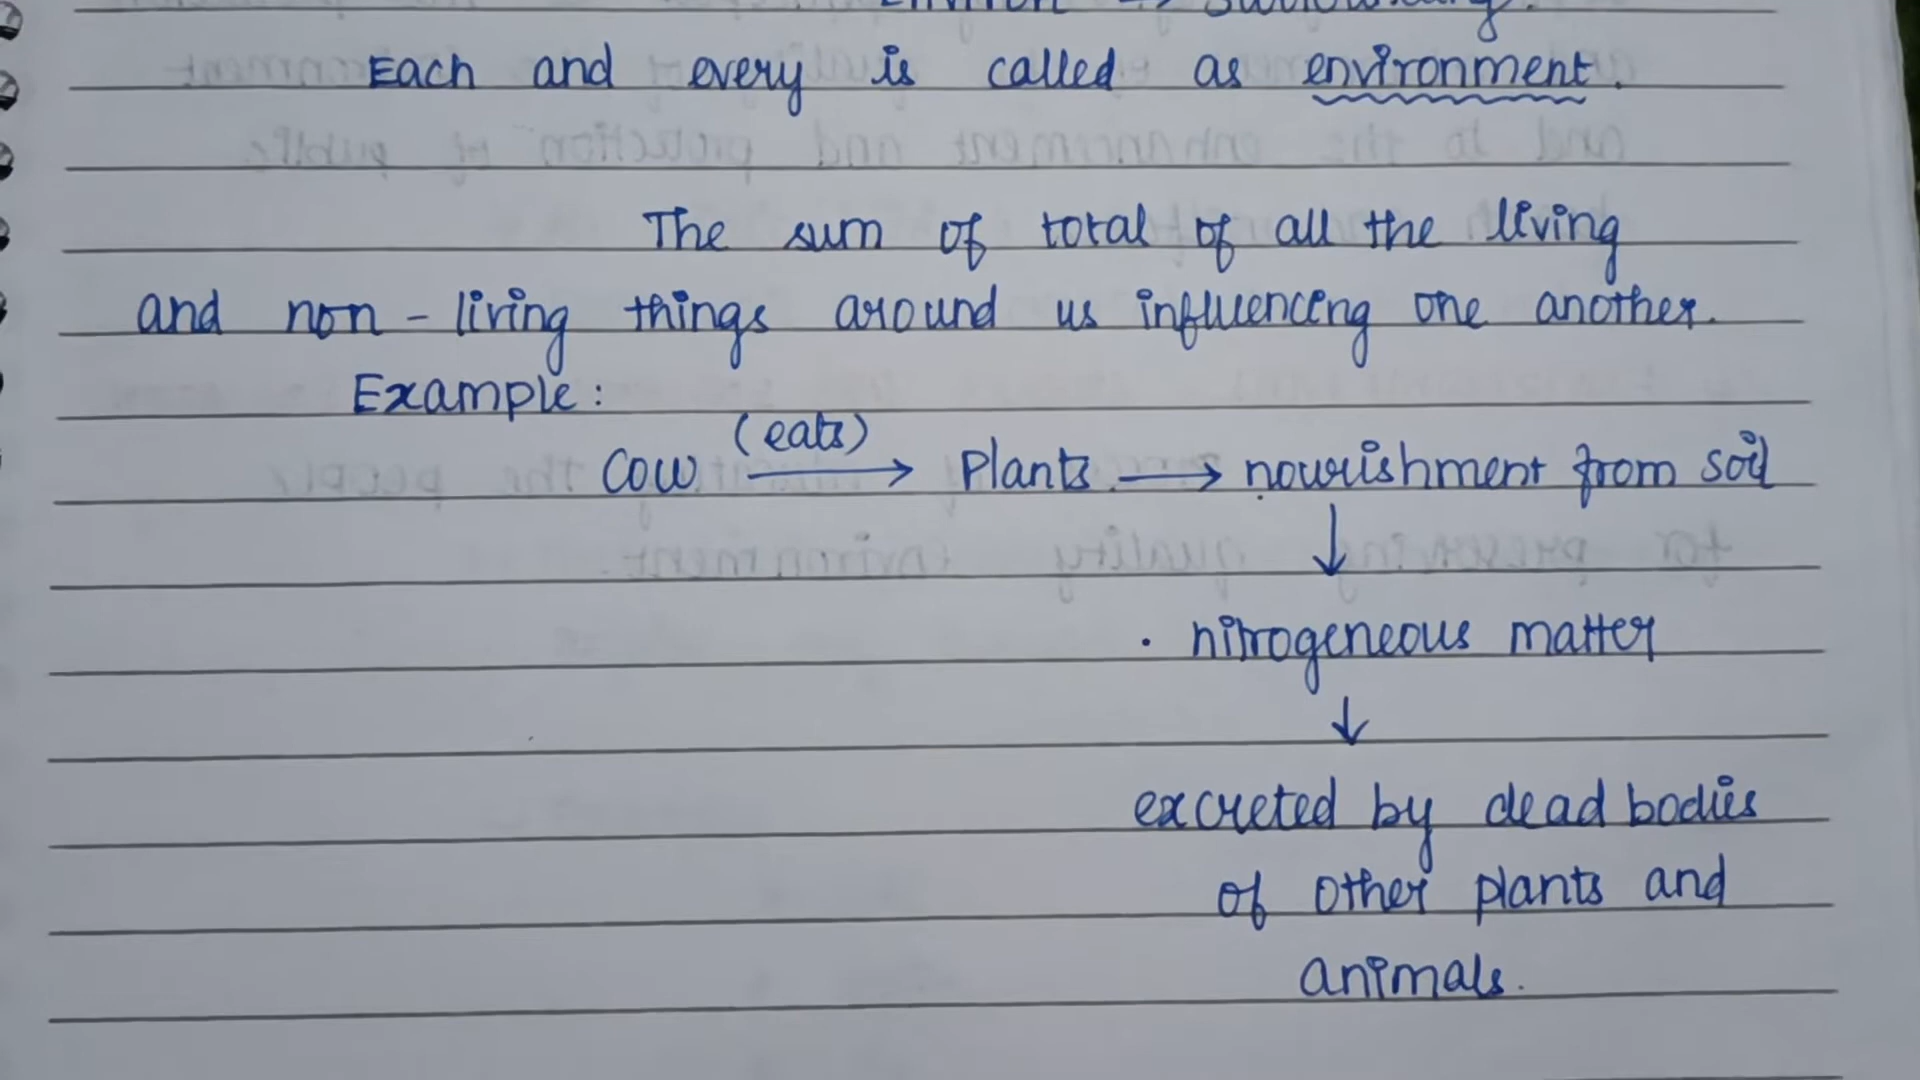 Each and every is called as environment.
The sum of total of all the living
and non-living things around us influencing one another.
Example:
Cow (eats) → Plants → nourishment from soil
↓
nitrogeneous matter
↓
excreted by dead bodies
of other plants and
animals.